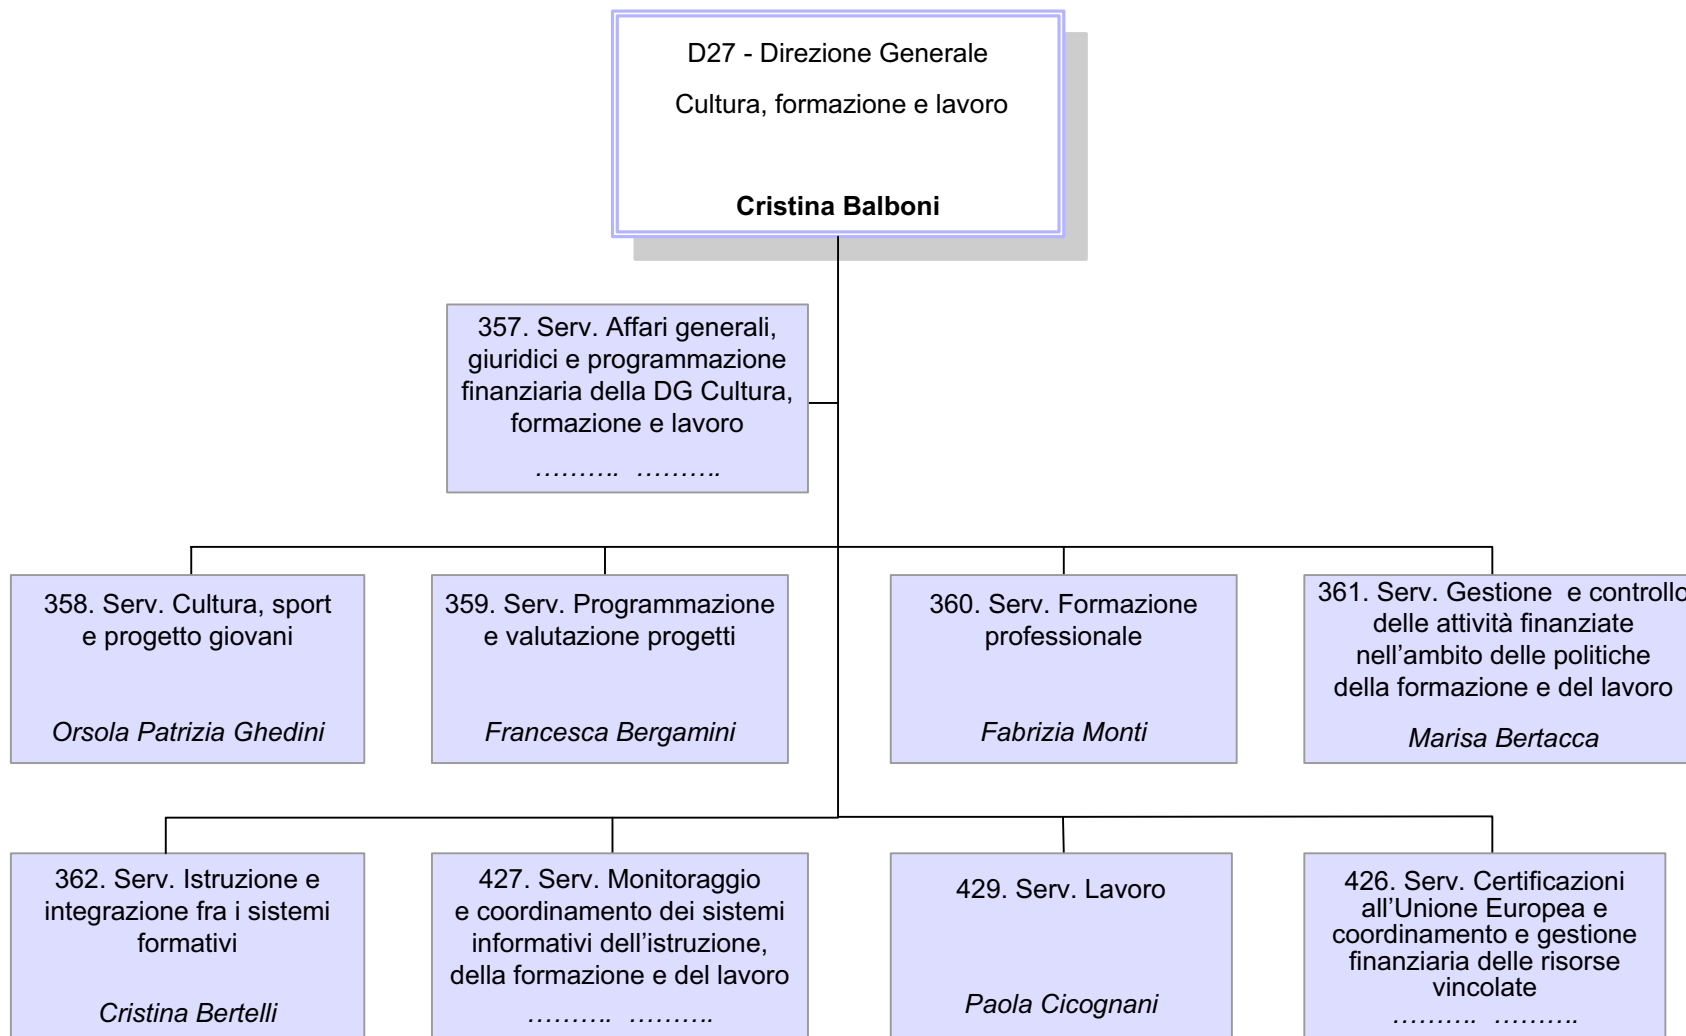 D27 - Direzione Generale
Cultura, formazione e lavoro
Cristina Balboni
357. Serv. Affari generali,
giuridici e programmazione
finanziaria della DG Cultura,
formazione e lavoro
………. ……….
358. Serv. Cultura, sport
e progetto giovani
Orsola Patrizia Ghedini
359. Serv. Programmazione
e valutazione progetti
Francesca Bergamini
360. Serv. Formazione
professionale
Fabrizia Monti
361. Serv. Gestione  e controllo
delle attività finanziate
nell’ambito delle politiche
della formazione e del lavoro
Marisa Bertacca
362. Serv. Istruzione e
integrazione fra i sistemi
formativi
Cristina Bertelli
427. Serv. Monitoraggio
e coordinamento dei sistemi
informativi dell’istruzione,
della formazione e del lavoro
………. ……….
429. Serv. Lavoro
Paola Cicognani
426. Serv. Certificazioni
all’Unione Europea e
coordinamento e gestione
finanziaria delle risorse
vincolate
………. ……….